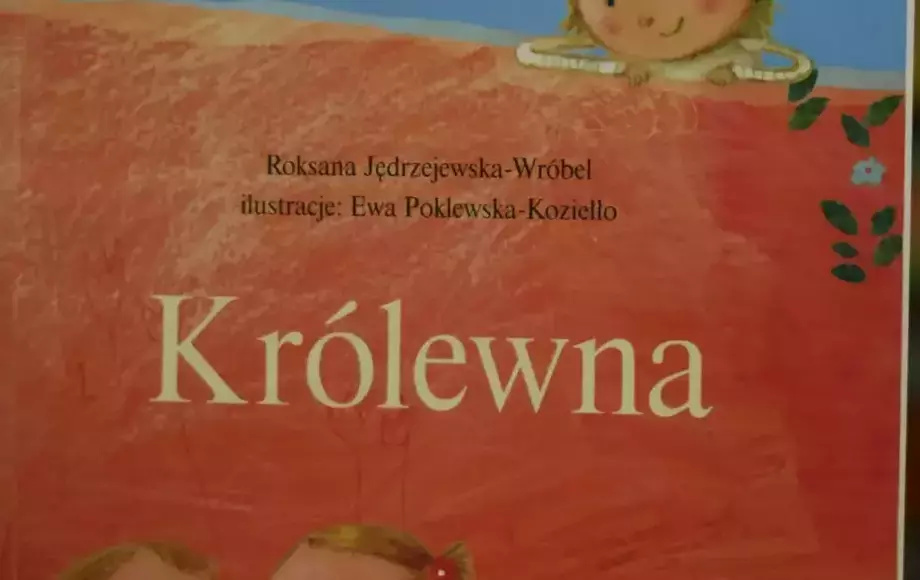 Roksana Jędrzejewska-Wróbel
ilustracje: Ewa Poklewska-Koziełło
Królewna